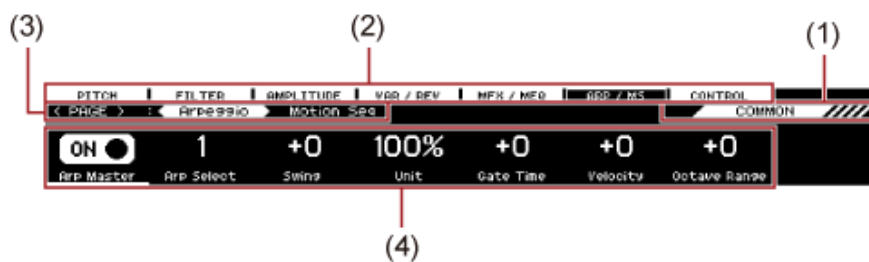 (3) (2) (1)
PITCH FILTER AMPLITUDE VAR / REV MFX / MEQ ARP / MS CONTROL
< PAGE > : Arpeggio Motion Seq COMMON
ON 1 +0 100% +0 +0 +0
Arp Master Arp Select Swing Unit Gate Time Velocity Octave Range
(4)